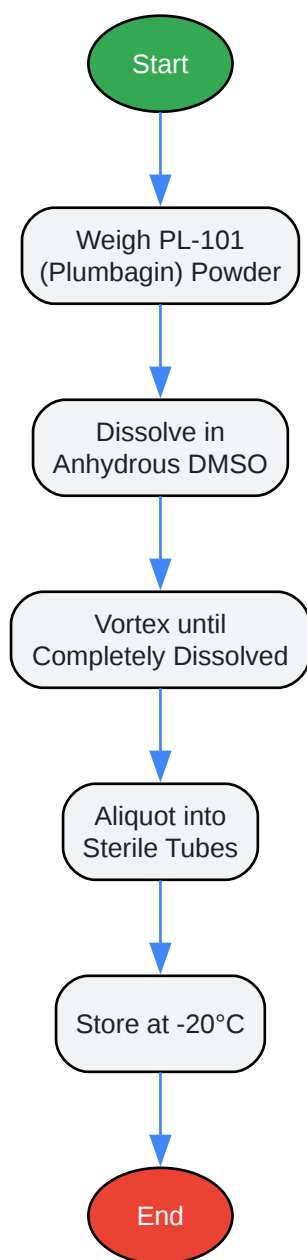 Start
Weigh PL-101
(Plumbagin) Powder
Dissolve in
Anhydrous DMSO
Vortex until
Completely Dissolved
Aliquot into
Sterile Tubes
Store at -20°C
End